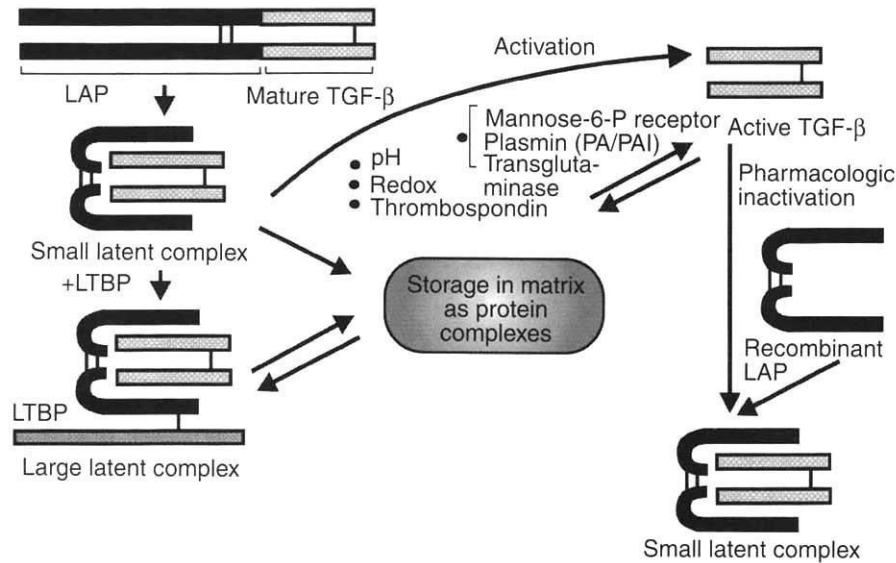 LAP
Mature TGF-β
Small latent complex
+LTBP
LTBP
Large latent complex
Activation
pH
Redox
Thrombospondin
Mannose-6-P receptor
Plasmin (PA/PAI)
Transgluta-
minase
Storage in matrix
as protein
complexes
Active TGF-β
Pharmacologic
inactivation
Recombinant
LAP
Small latent complex